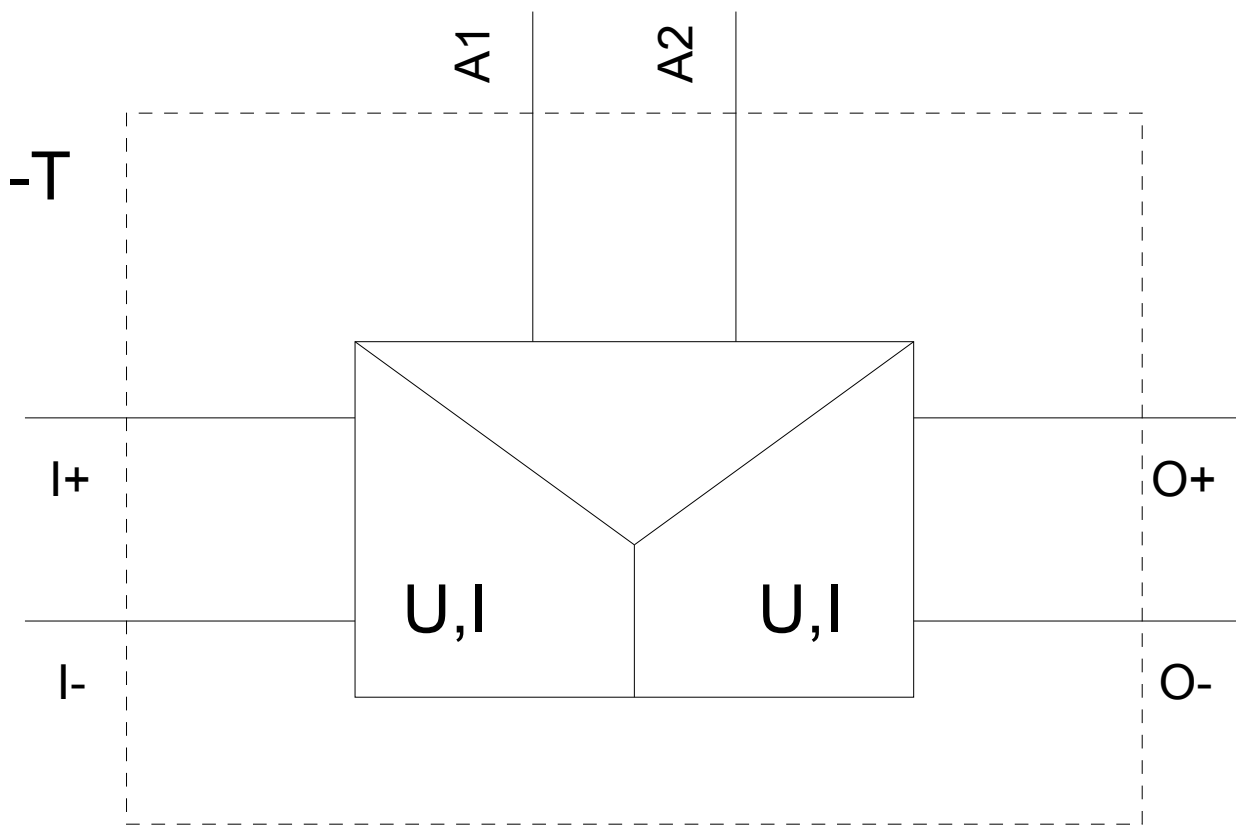 A1
A2
-T
I+
O+
U,I
U,I
I-
O-